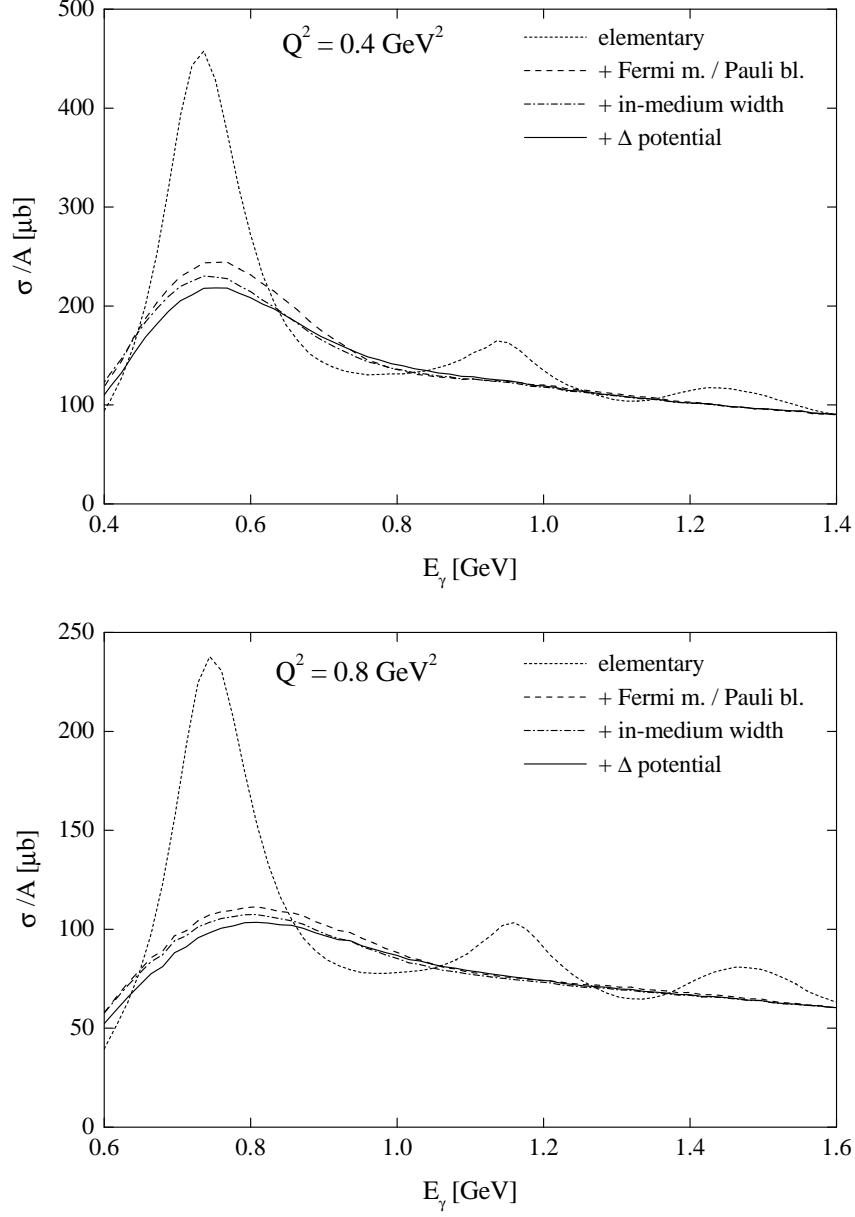 500
Q² = 0.4 GeV²
elementary
+ Fermi m. / Pauli bl.
400
+ in-medium width
+ Δ potential
300
σ /A [μb]
200
100
0
0.4 0.6 0.8 1.0 1.2 1.4
E_γ [GeV]
250
Q² = 0.8 GeV²
elementary
+ Fermi m. / Pauli bl.
200
+ in-medium width
+ Δ potential
150
σ /A [μb]
100
50
0
0.6 0.8 1.0 1.2 1.4 1.6
E_γ [GeV]